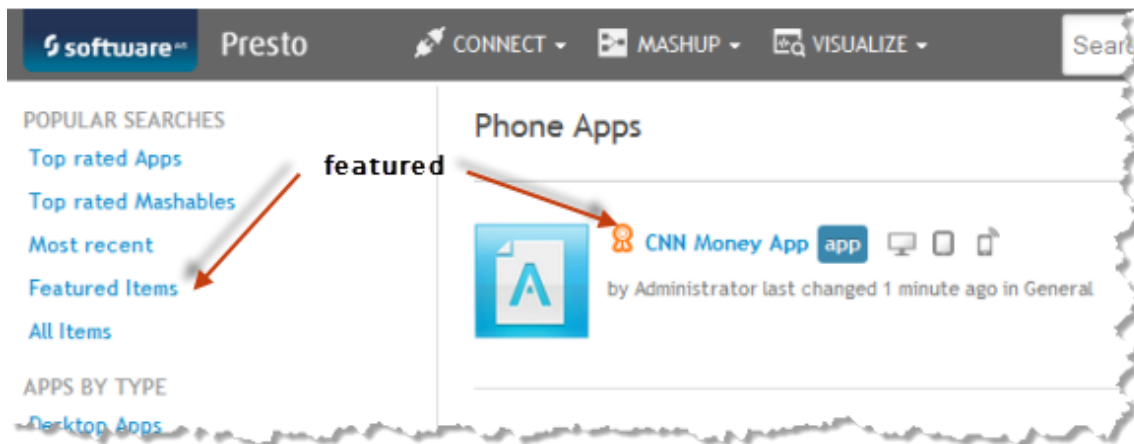 software AG Presto CONNECT MASHUP VISUALIZE Sear
POPULAR SEARCHES
Top rated Apps
Top rated Mashables
Most recent
Featured Items
All Items
APPS BY TYPE
Desktop Apps
featured
Phone Apps
CNN Money App app
by Administrator last changed 1 minute ago in General